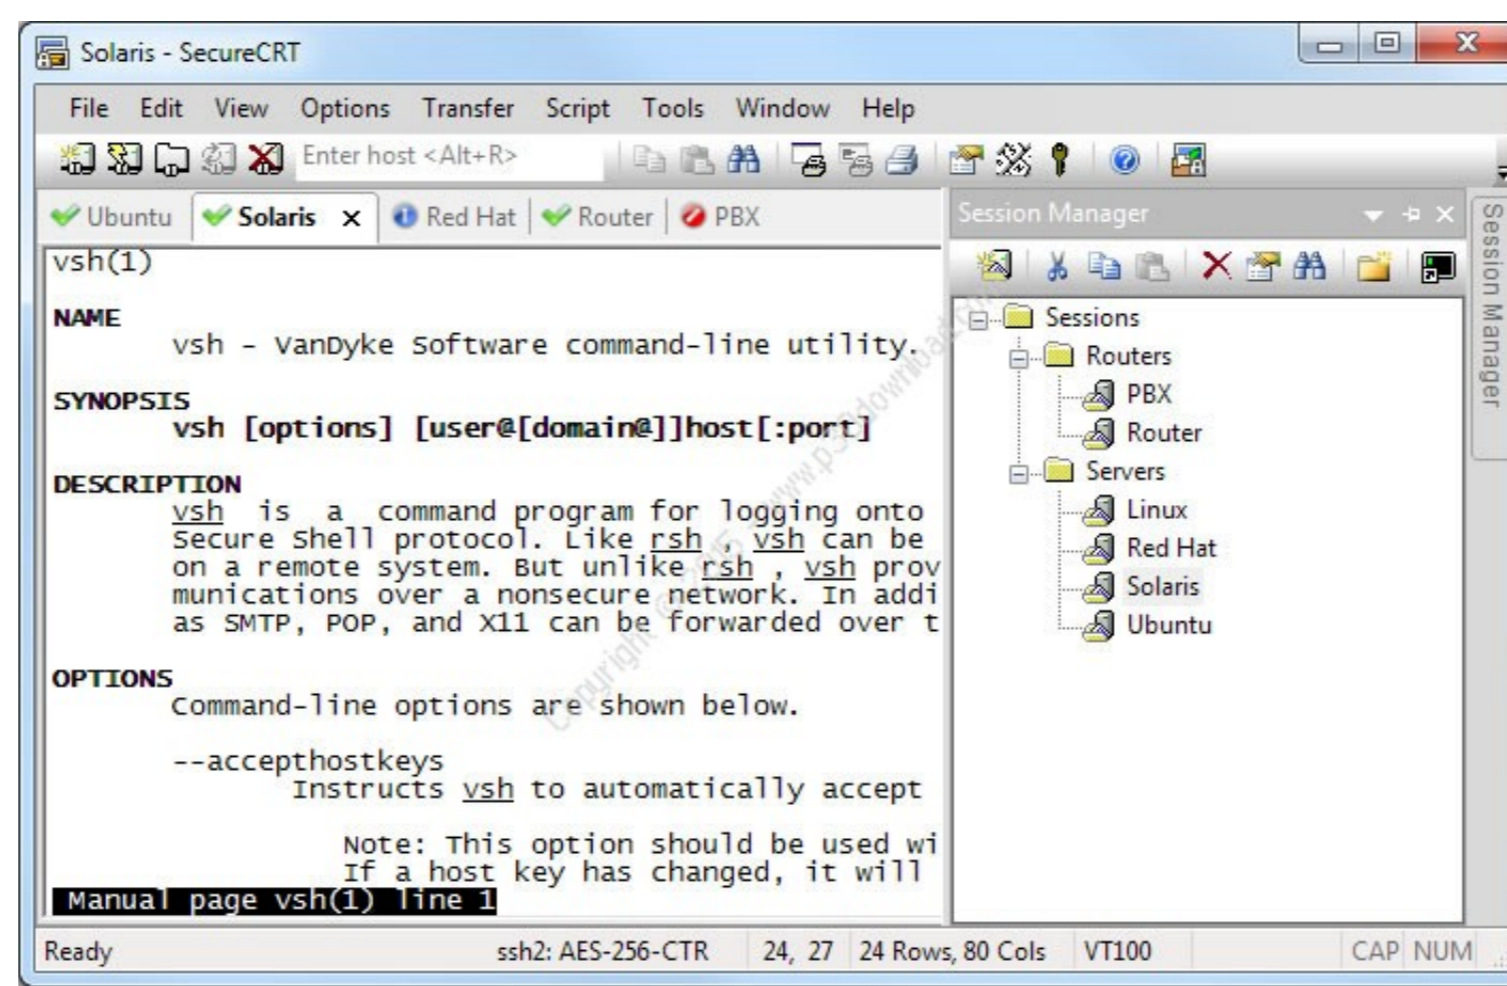 Solaris - SecureCRT
File Edit View Options Transfer Script Tools Window Help
Enter host <Alt+R>
Ubuntu Solaris x Red Hat Router PBX
vsh(1)
NAME
vsh - VanDyke Software command-line utility.
SYNOPSIS
vsh [options] [user@[domain@]]host[:port]
DESCRIPTION
vsh is a command program for logging onto
Secure Shell protocol. Like rsh , vsh can be
on a remote system. But unlike rsh , vsh prov
munications over a nonsecure network. In addi
as SMTP, POP, and X11 can be forwarded over t
OPTIONS
Command-line options are shown below.
--accepthostkeys
Instructs vsh to automatically accept
Note: This option should be used wi
If a host key has changed, it will
Manual page vsh(1) line 1
Session Manager
Sessions
Routers
PBX
Router
Servers
Linux
Red Hat
Solaris
Ubuntu
Session Manager
Ready ssh2: AES-256-CTR 24, 27 24 Rows, 80 Cols VT100 CAP NUM
Copyright © 2015 - www.p30download.com